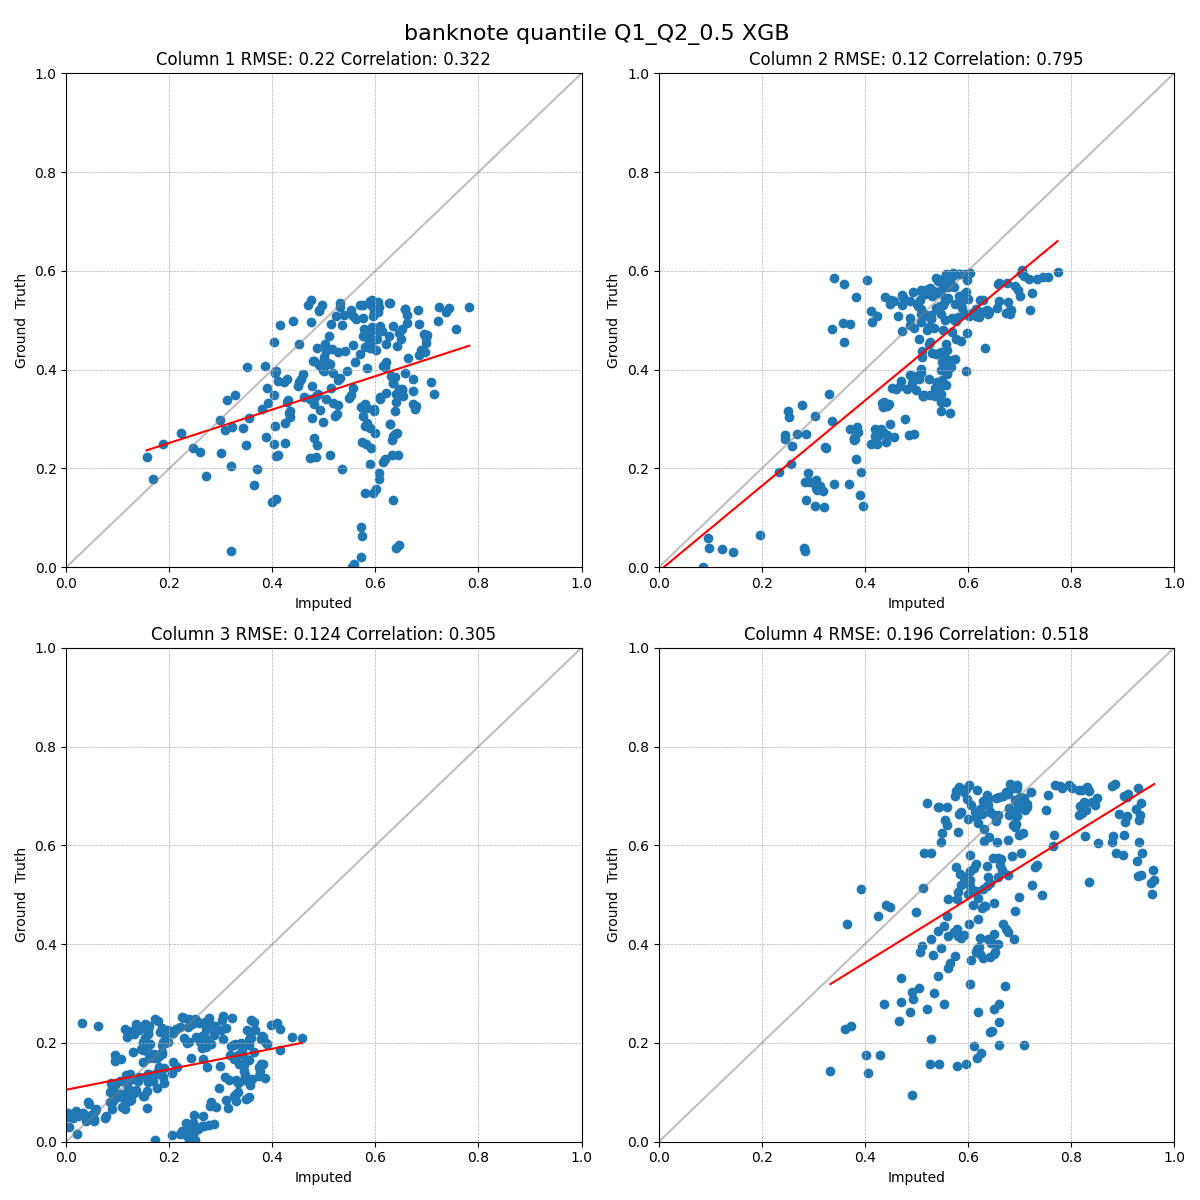 banknote quantile Q1_Q2_0.5 XGB
Column 1 RMSE: 0.22 Correlation: 0.322
Column 2 RMSE: 0.12 Correlation: 0.795
1.0
0.8
0.6
0.4
0.2
0.0
Ground Truth
0.0 0.2 0.4 0.6 0.8 1.0
Imputed
1.0
0.8
0.6
0.4
0.2
0.0
Ground Truth
0.0 0.2 0.4 0.6 0.8 1.0
Imputed
Column 3 RMSE: 0.124 Correlation: 0.305
Column 4 RMSE: 0.196 Correlation: 0.518
1.0
0.8
0.6
0.4
0.2
0.0
Ground Truth
0.0 0.2 0.4 0.6 0.8 1.0
Imputed
1.0
0.8
0.6
0.4
0.2
0.0
Ground Truth
0.0 0.2 0.4 0.6 0.8 1.0
Imputed